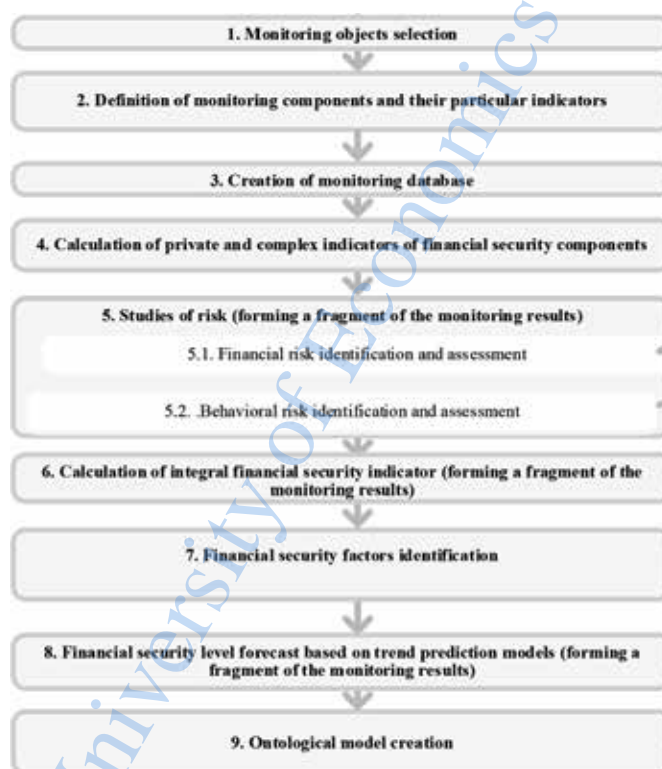 1. Monitoring objects selection
2. Definition of monitoring components and their particular indicators
3. Creation of monitoring database
4. Calculation of private and complex indicators of financial security components
5. Studies of risk (forming a fragment of the monitoring results)
5.1. Financial risk identification and assessment
5.2. .Behavioral risk identification and assessment
6. Calculation of integral financial security indicator (forming a fragment of the
monitoring results)
7. Financial security factors identification
8. Financial security level forecast based on trend prediction models (forming a
fragment of the monitoring results)
9. Ontological model creation
University of Economics